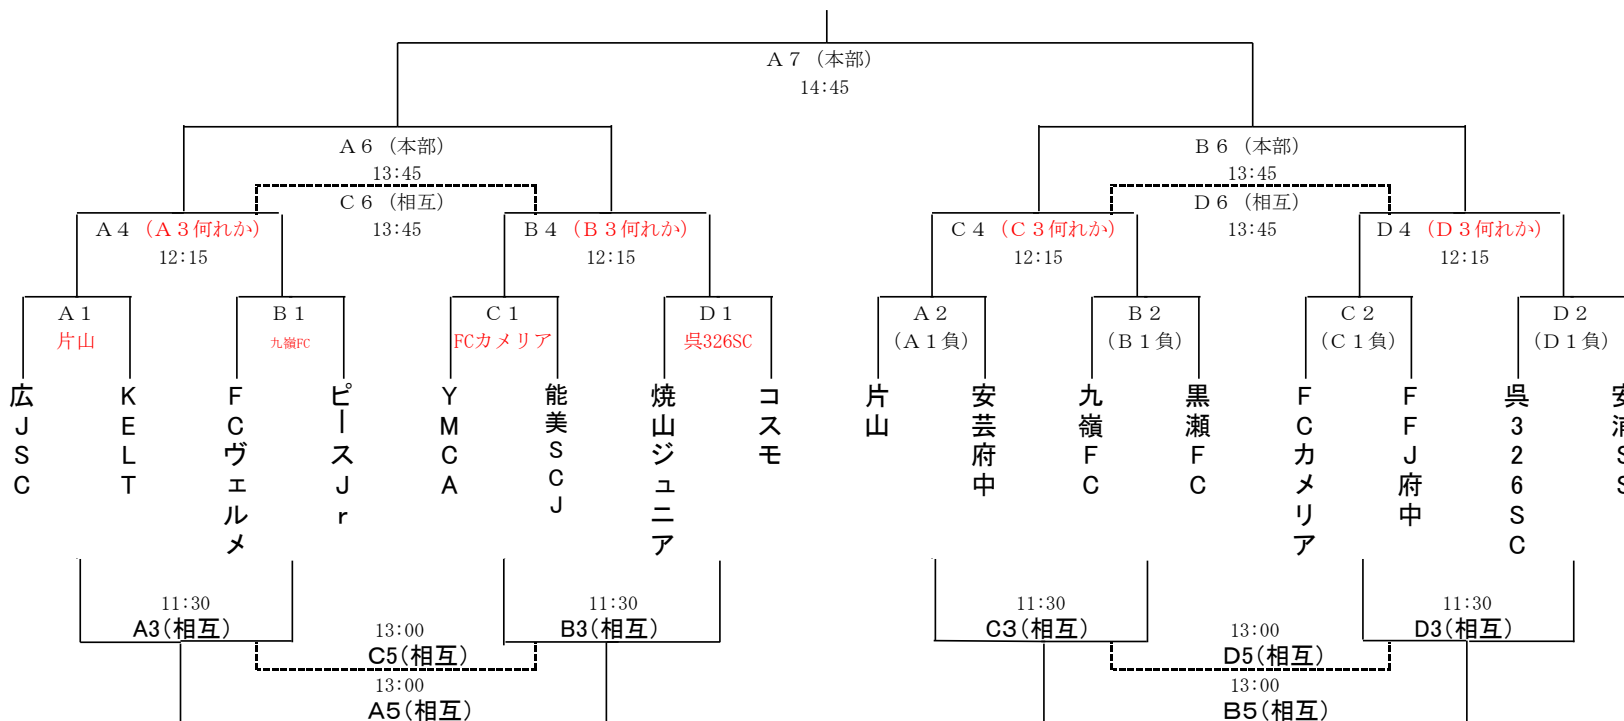 A７（本部）
14:45
A６（本部）
13:45
B６（本部）
13:45
C６（相互）
13:45
D６（相互）
13:45
A４（A３何れか）
12:15
B４（B３何れか）
12:15
C４（C３何れか）
12:15
D４（D３何れか）
12:15
A１
片山
B１
九嶺FC
C１
FCカメリア
D１
呉326SC
A２
（A１負）
B２
（B１負）
C２
（C１負）
D２
（D１負）
広JSC
KELT
FCヴェルメ
ピースJr
YMCA
能美SCJ
焼山ジュニア
コスモ
片山
安芸府中
九嶺FC
黒瀬FC
FCカメリア
FFJ府中
呉326SC
安浦SS
11:30
A3(相互)
11:30
B3(相互)
11:30
C3(相互)
11:30
D3(相互)
13:00
C5(相互)
13:00
D5(相互)
13:00
A5(相互)
13:00
B5(相互)